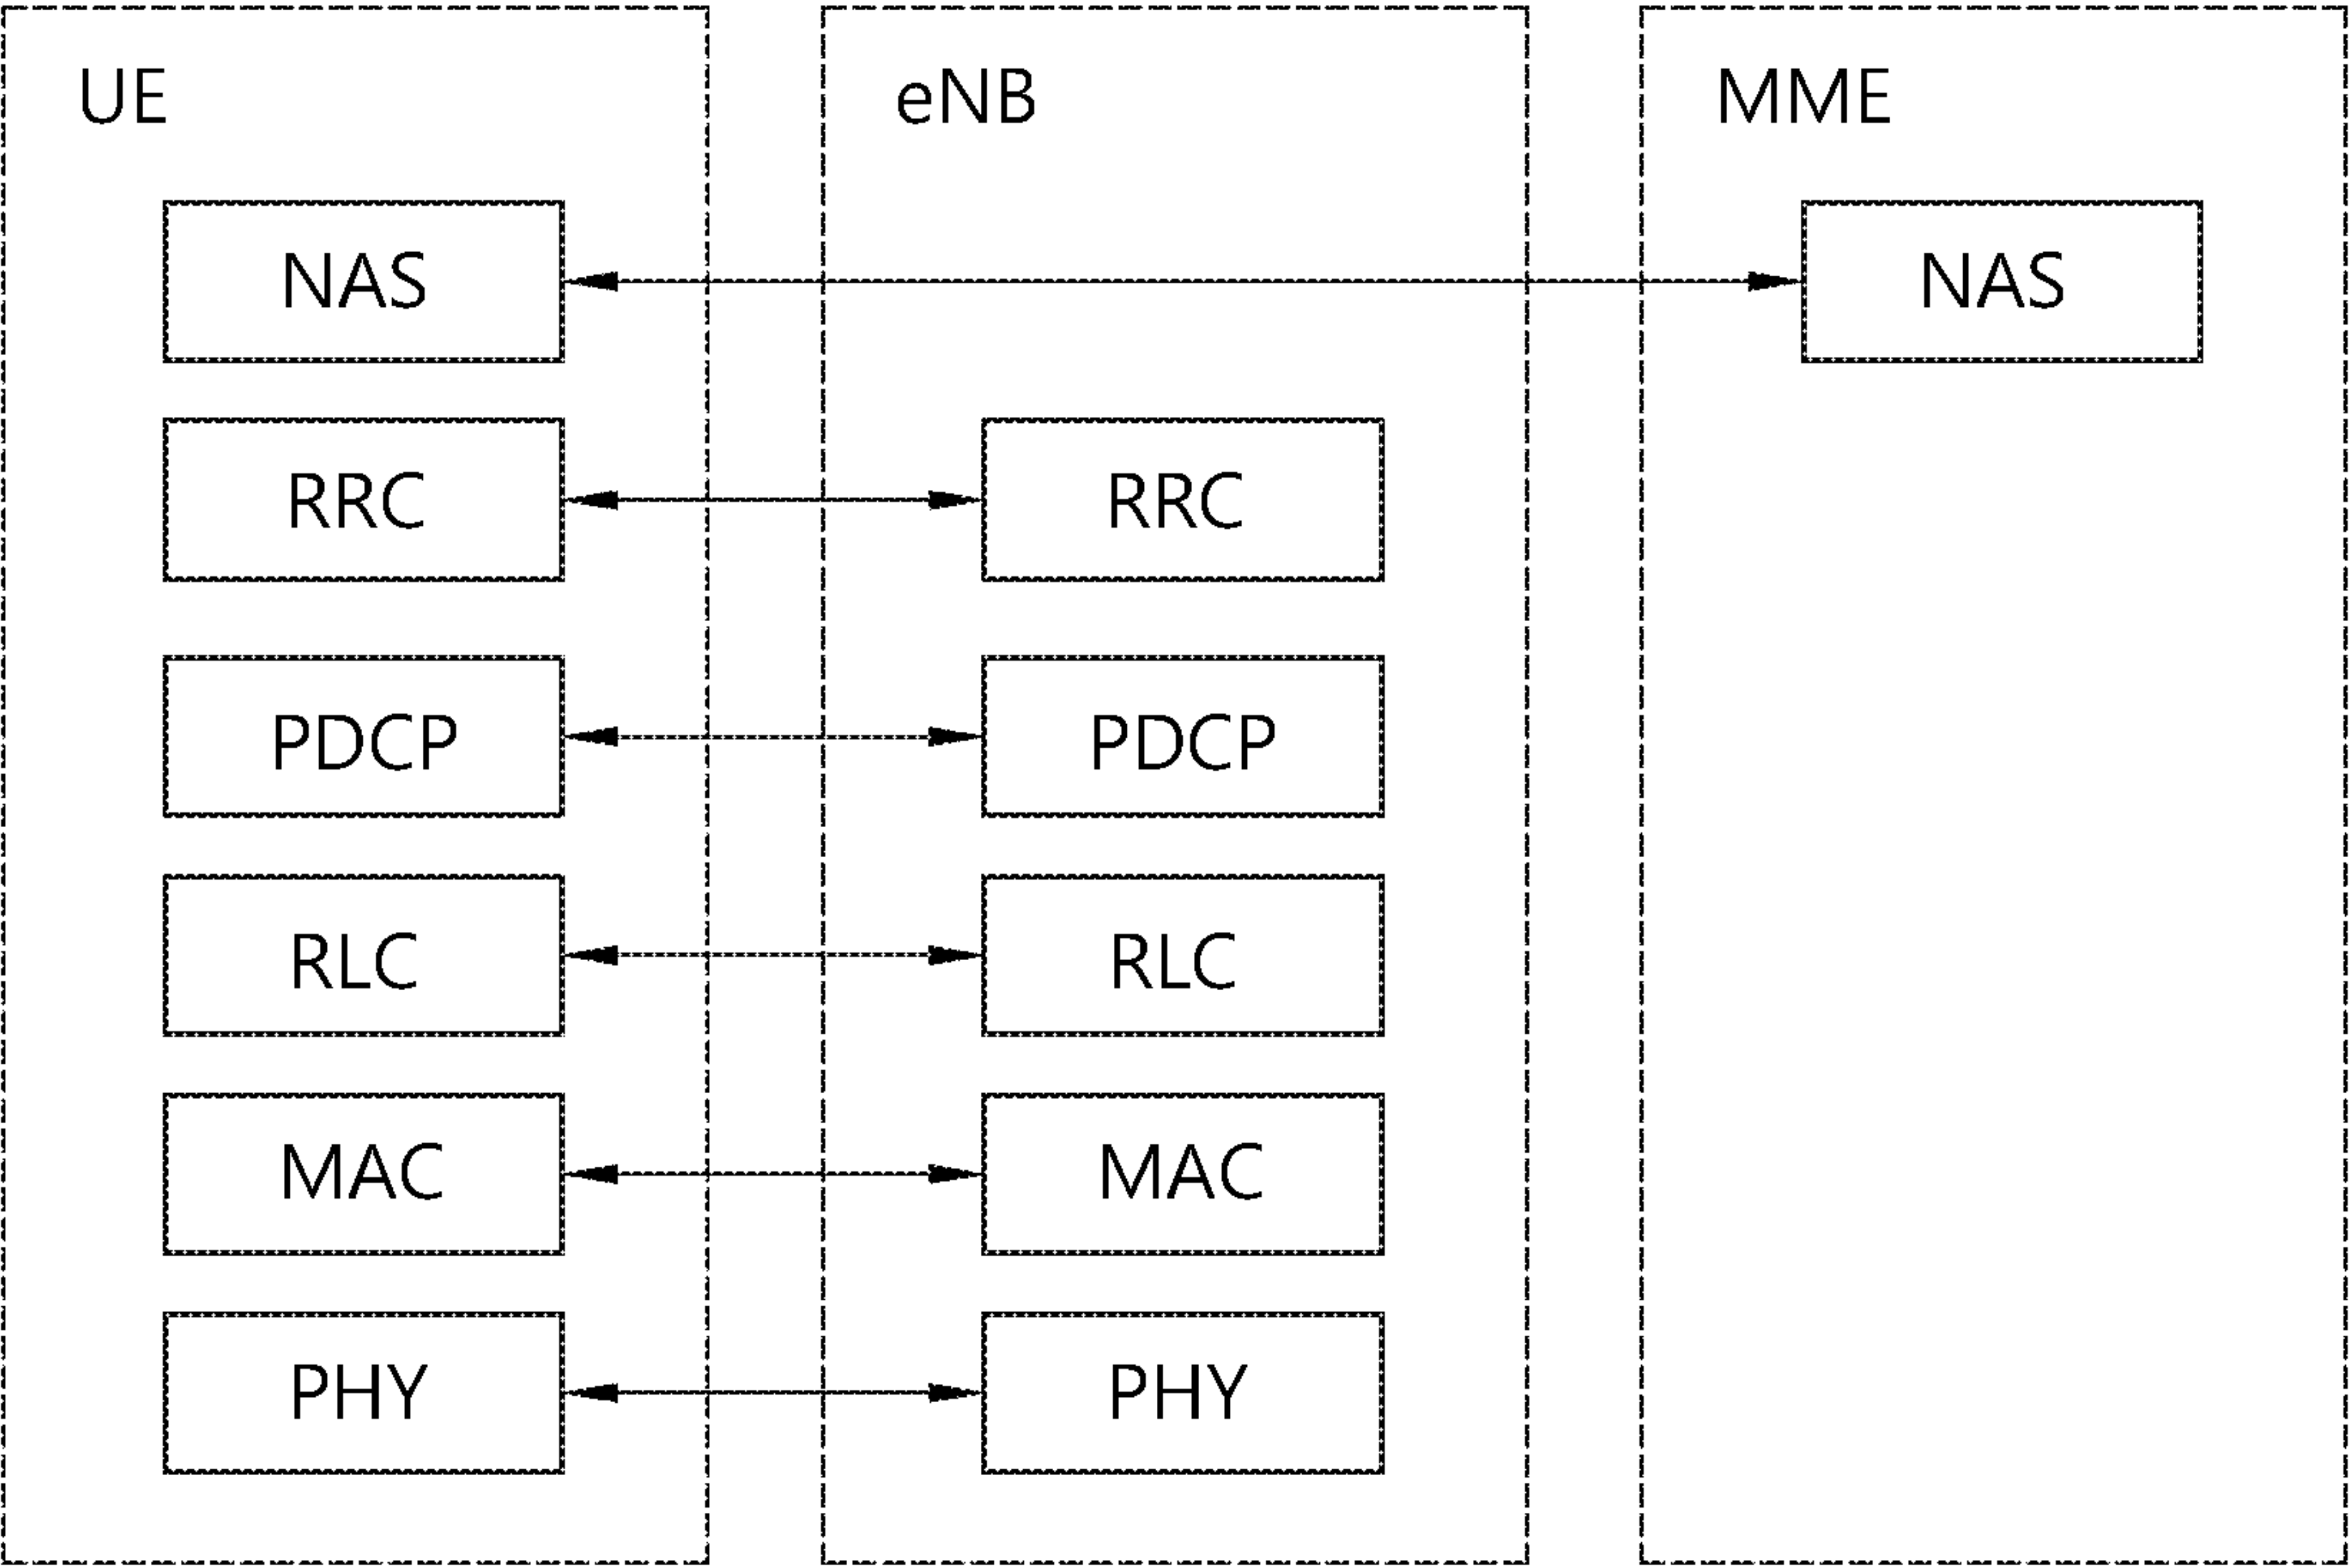 UE
eNB
MME
NAS
NAS
RRC
RRC
PDCP
PDCP
RLC
RLC
MAC
MAC
PHY
PHY